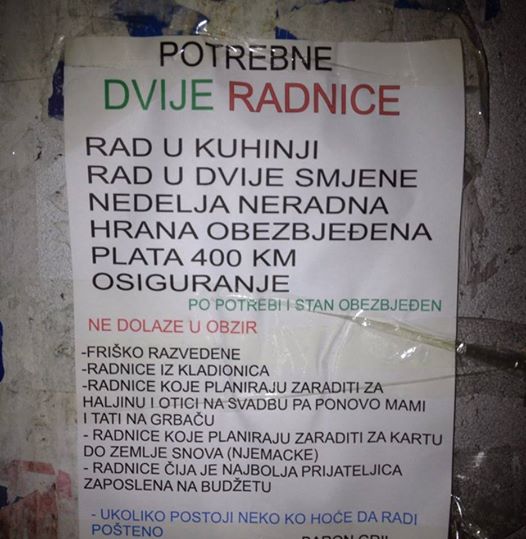 POTREBNE
DVIJE RADNICE
RAD U KUHINJI
RAD U DVIJE SMJENE
NEDELJA NERADNA
HRANA OBEZBJEĐENA
PLATA 400 KM
OSIGURANJE
PO POTREBI I STAN OBEZBJEĐEN
NE DOLAZE U OBZIR
-FRIŠKO RAZVEDENE
-RADNICE IZ KLADIONICA
-RADNICE KOJE PLANIRAJU ZARADITI ZA
HALJINU I OTICI NA SVADBU PA PONOVO MAMI
I TATI NA GRBAČU
- RADNICE KOJE PLANIRAJU ZARADITI ZA KARTU
DO ZEMLJE SNOVA (NJEMACKE)
- RADNICE ČIJA JE NAJBOLJA PRIJATELJICA
ZAPOSLENA NA BUDŽETU
- UKOLIKO POSTOJI NEKO KO HOĆE DA RADI
POŠTENO